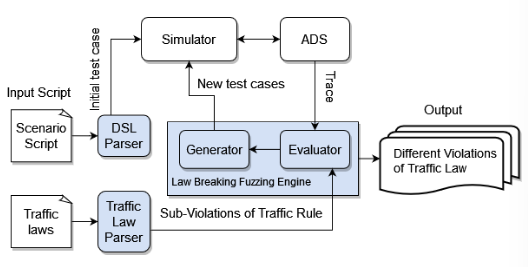 Input Script
Scenario
Script
DSL
Parser
Initial test case
Simulator
ADS
New test cases
Trace
Generator
Evaluator
Law Breaking Fuzzing Engine
Output
Different Violations
of Traffic Law
Traffic
laws
Traffic
Law
Parser
Sub-Violations of Traffic Rule